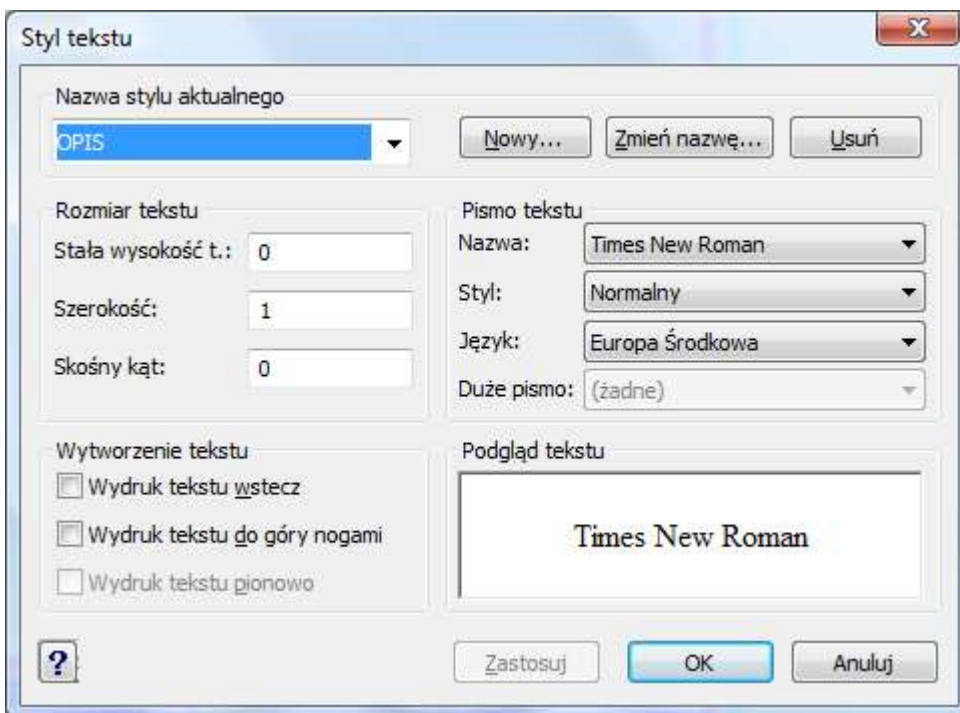 Styl tekstu
Nazwa stylu aktualnego
OPIS
Nowy...
Zmień nazwę...
Usuń
Rozmiar tekstu
Stała wysokość t.: 0
Szerokość: 1
Skośny kąt: 0
Pismo tekstu
Nazwa: Times New Roman
Styl: Normalny
Język: Europa Środkowa
Duże pismo: (żadne)
Wytworzenie tekstu
Wydruk tekstu wstecz
Wydruk tekstu do góry nogami
Wydruk tekstu pionowo
Podgląd tekstu
Times New Roman
?
Zastosuj
OK
Anuluj